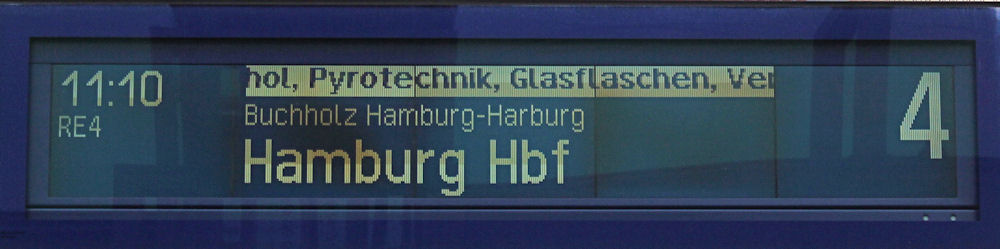 11:10
RE4
hol, Pyrotechnik, Glasflaschen, Ver
Buchholz Hamburg-Harburg
Hamburg Hbf
4